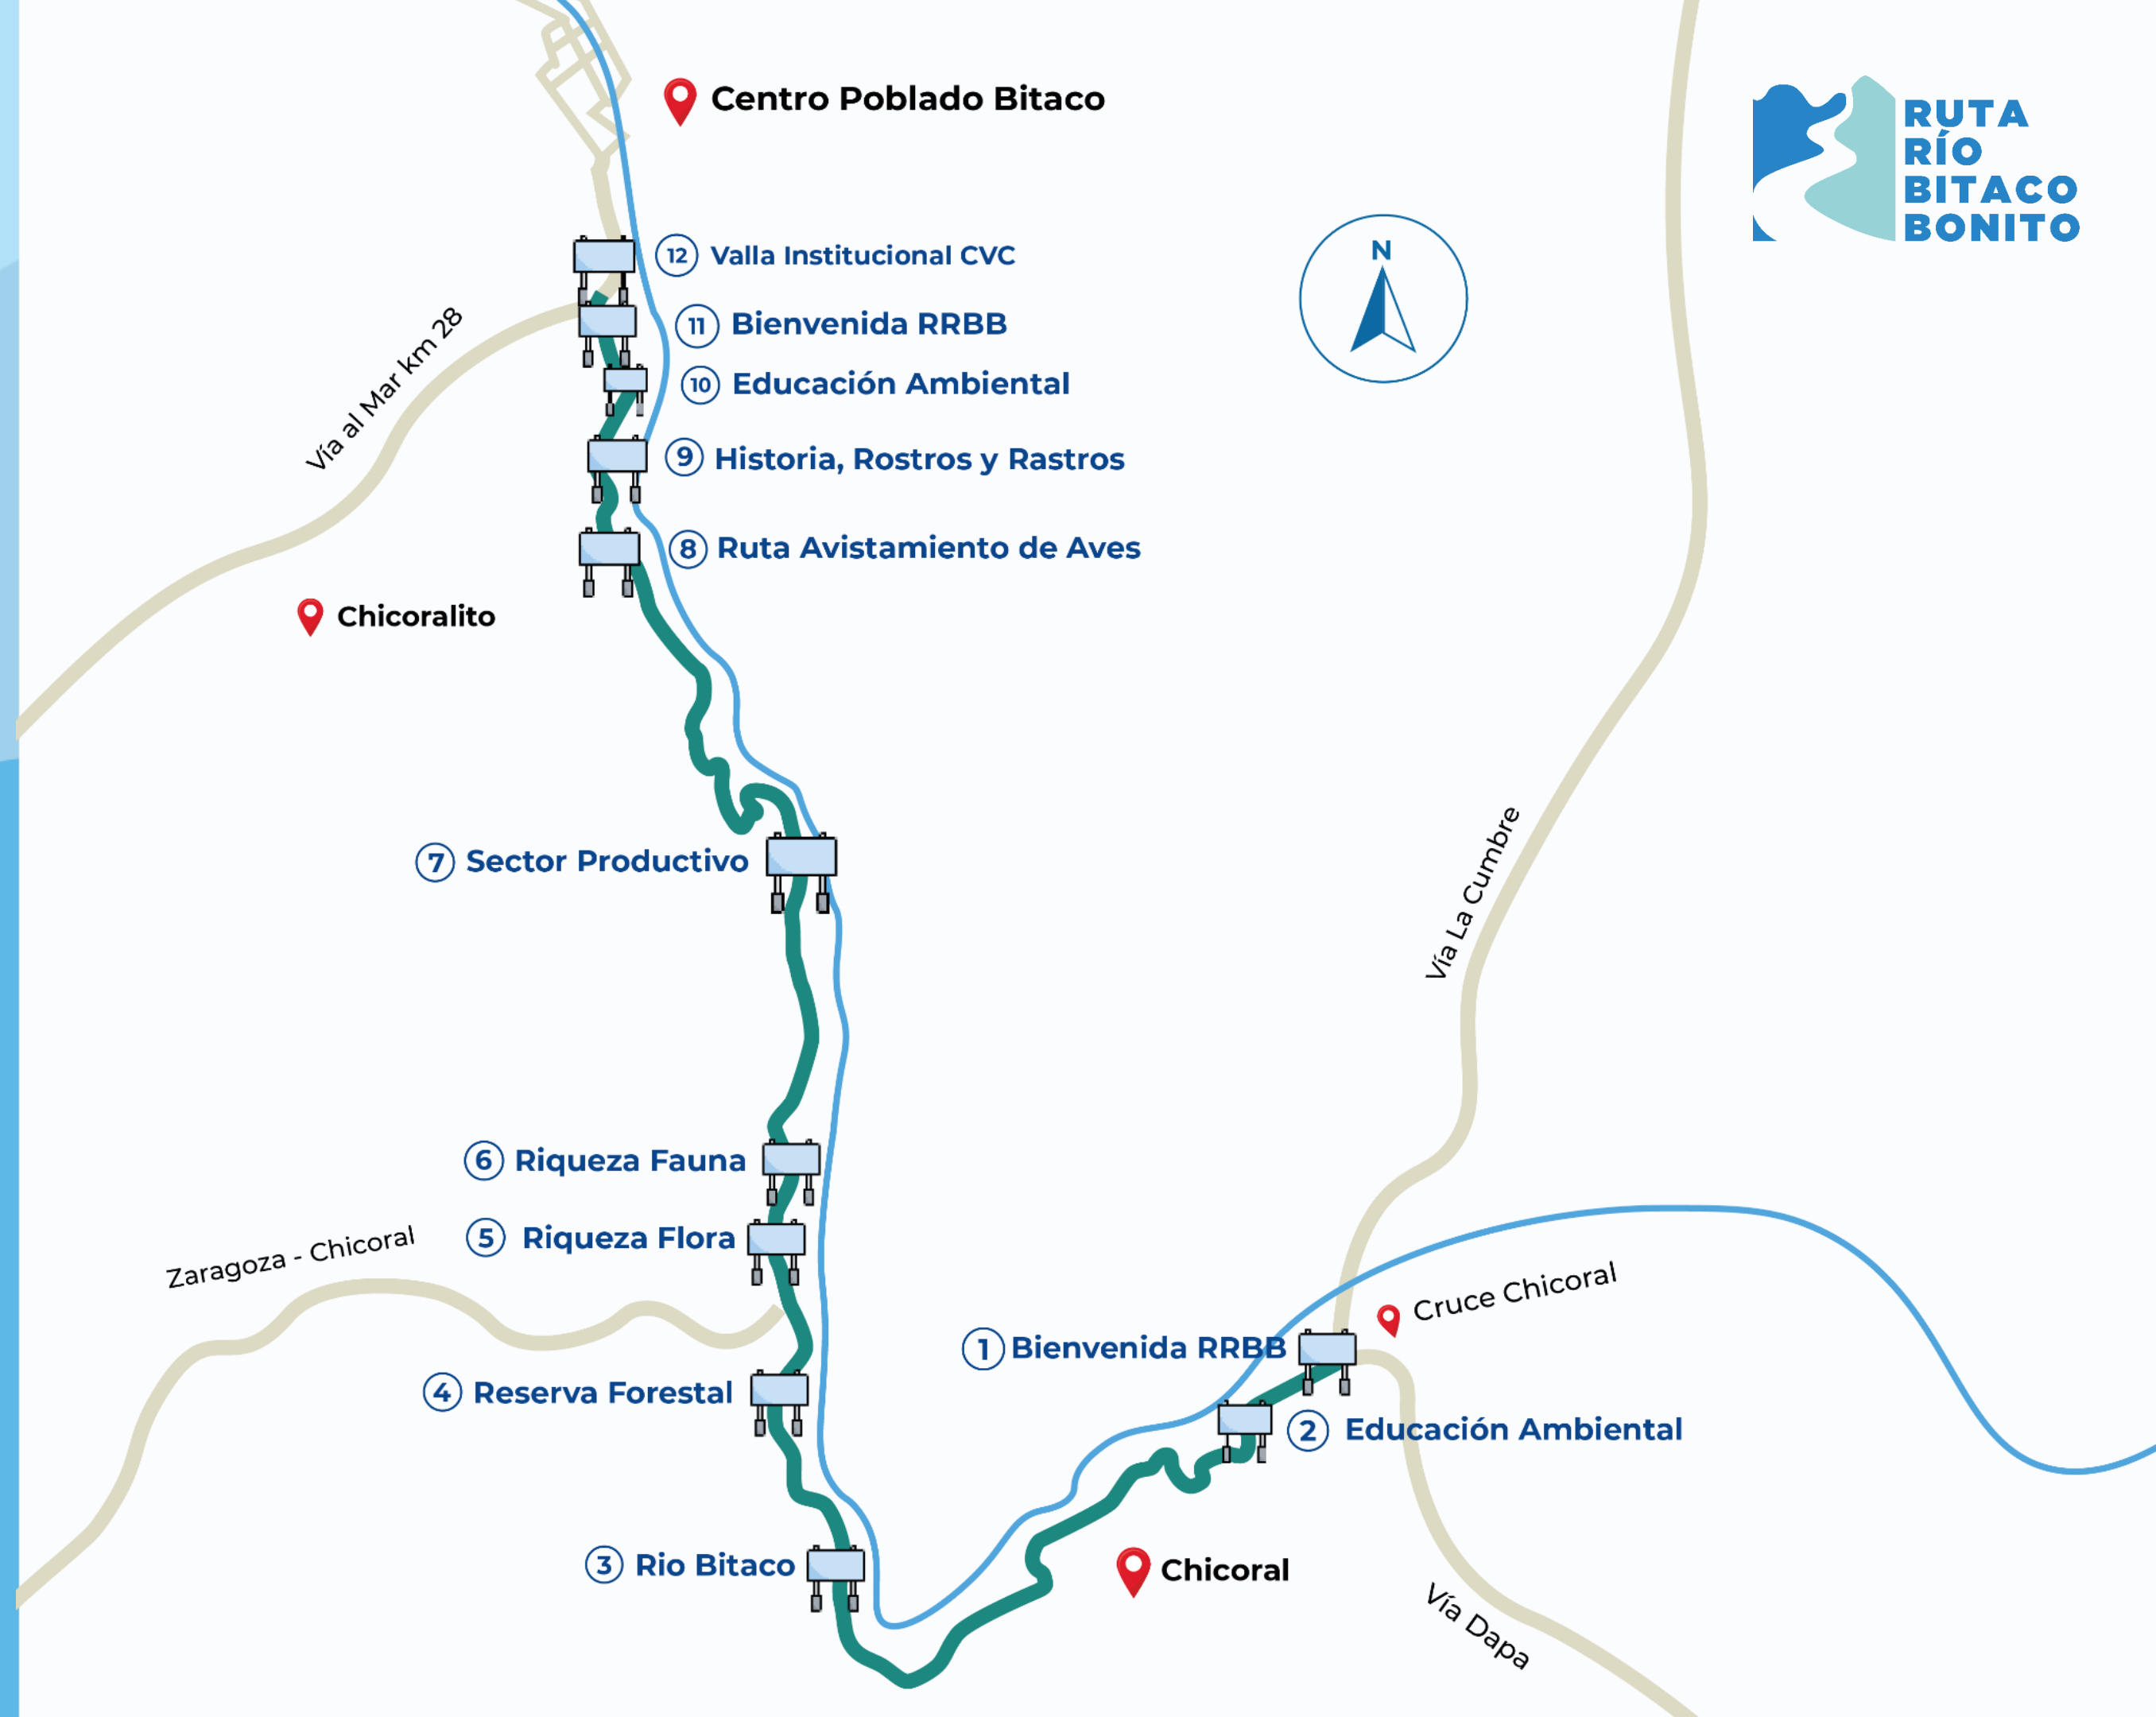 Centro Poblado Bitaco
RUTA
RÍO
BITACO
BONITO
N
12 Valla Institucional CVC
11 Bienvenida RRBB
Vía al Mar km 28
10 Educación Ambiental
9 Historia, Rostros y Rastros
8 Ruta Avistamiento de Aves
Chicoralito
7 Sector Productivo
Vía La Cumbre
6 Riqueza Fauna
5 Riqueza Flora
Zaragoza - Chicoral
Cruce Chicoral
1 Bienvenida RRBB
4 Reserva Forestal
2 Educación Ambiental
3 Rio Bitaco
Chicoral
Vía Dapa